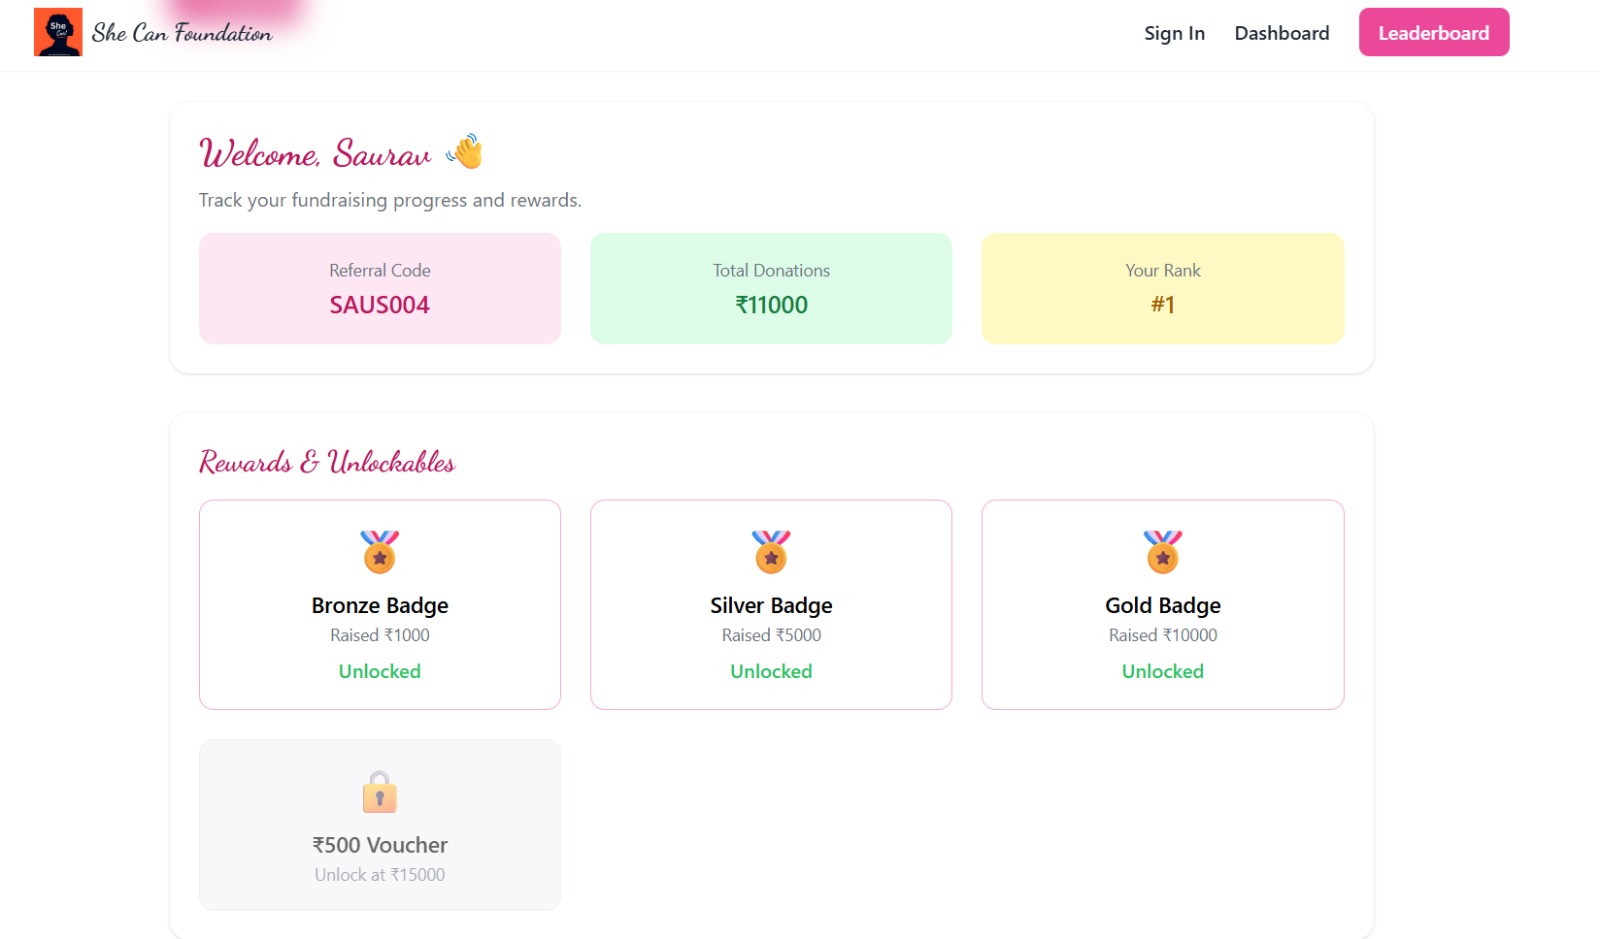 She Can!
She Can Foundation
Sign In
Dashboard
Leaderboard
Welcome, Saurav 👋
Track your fundraising progress and rewards.
Referral Code
SAUS004
Total Donations
₹11000
Your Rank
#1
Rewards & Unlockables
Bronze Badge
Raised ₹1000
Unlocked
Silver Badge
Raised ₹5000
Unlocked
Gold Badge
Raised ₹10000
Unlocked
₹500 Voucher
Unlock at ₹15000